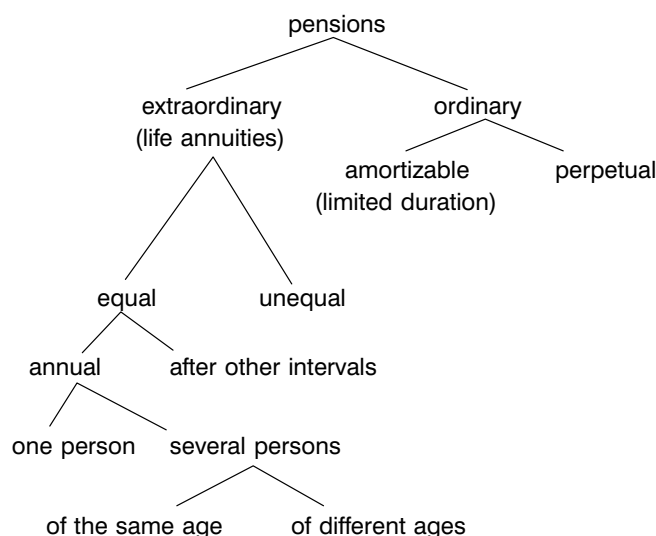 pensions
extraordinary
(life annuities)
ordinary
amortizable
(limited duration)
perpetual
equal
unequal
annual
after other intervals
one person
several persons
of the same age
of different ages